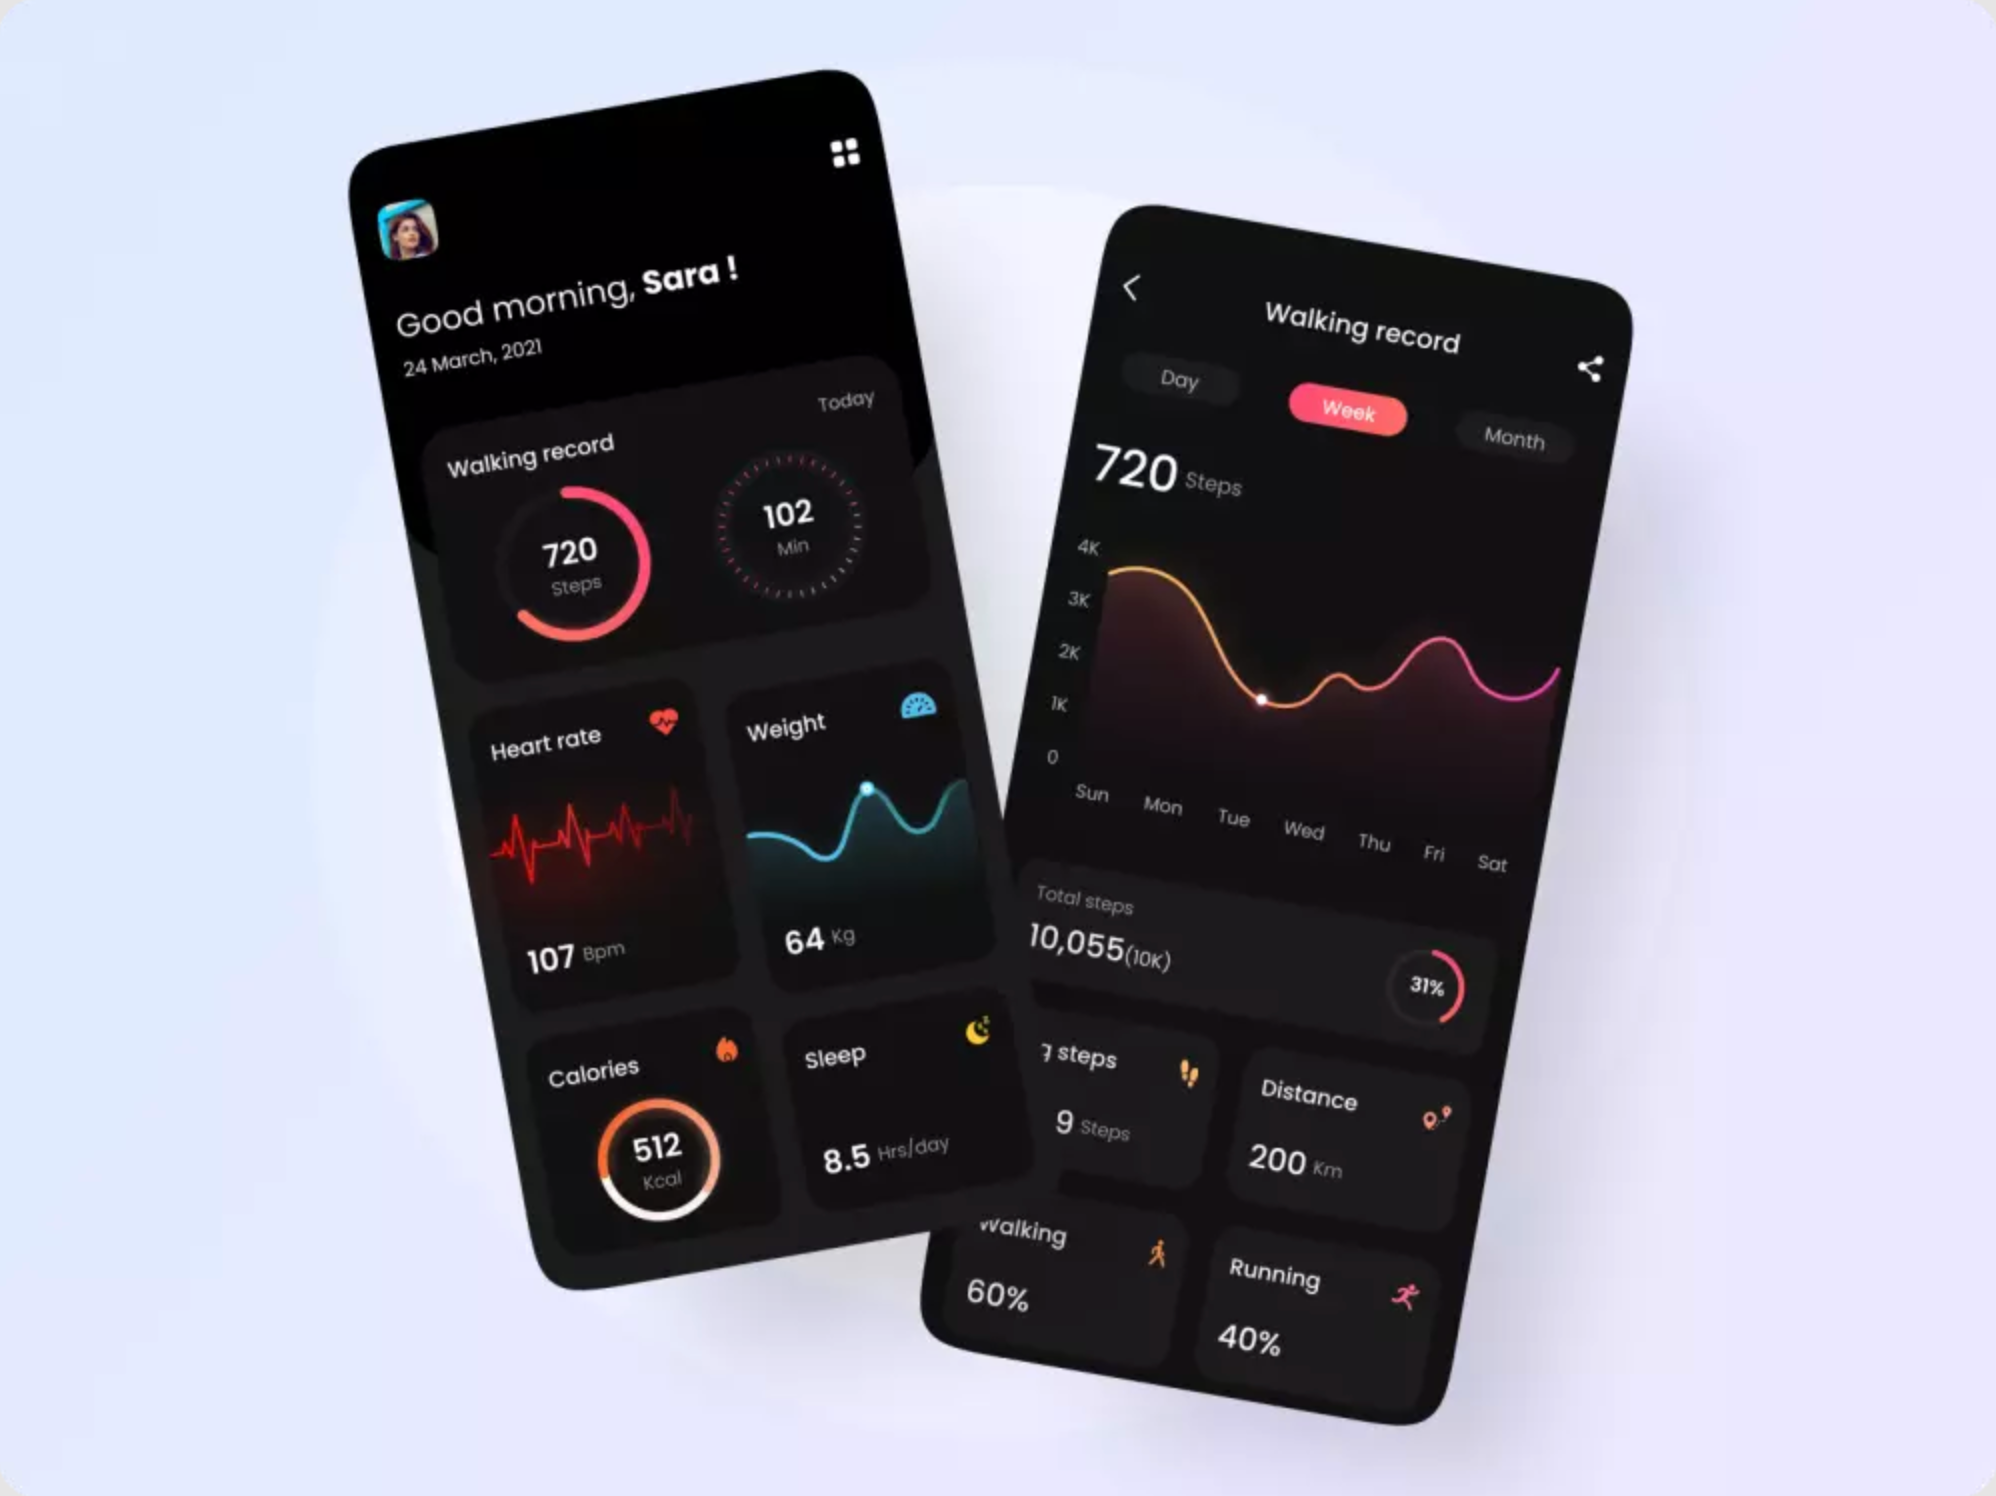 Good morning, Sara !
24 March, 2021
Today
Walking record
720
Steps
102
Min
Heart rate
107 Bpm
Weight
64 Kg
Calories
512
Kcal
Sleep
8.5 Hrs/day
Walking record
Day
Week
Month
720 Steps
4K
3K
2K
1K
0
Sun Mon Tue Wed Thu Fri Sat
Total steps
10,055(10K)
31%
steps
9 Steps
Distance
200 Km
Walking
60%
Running
40%